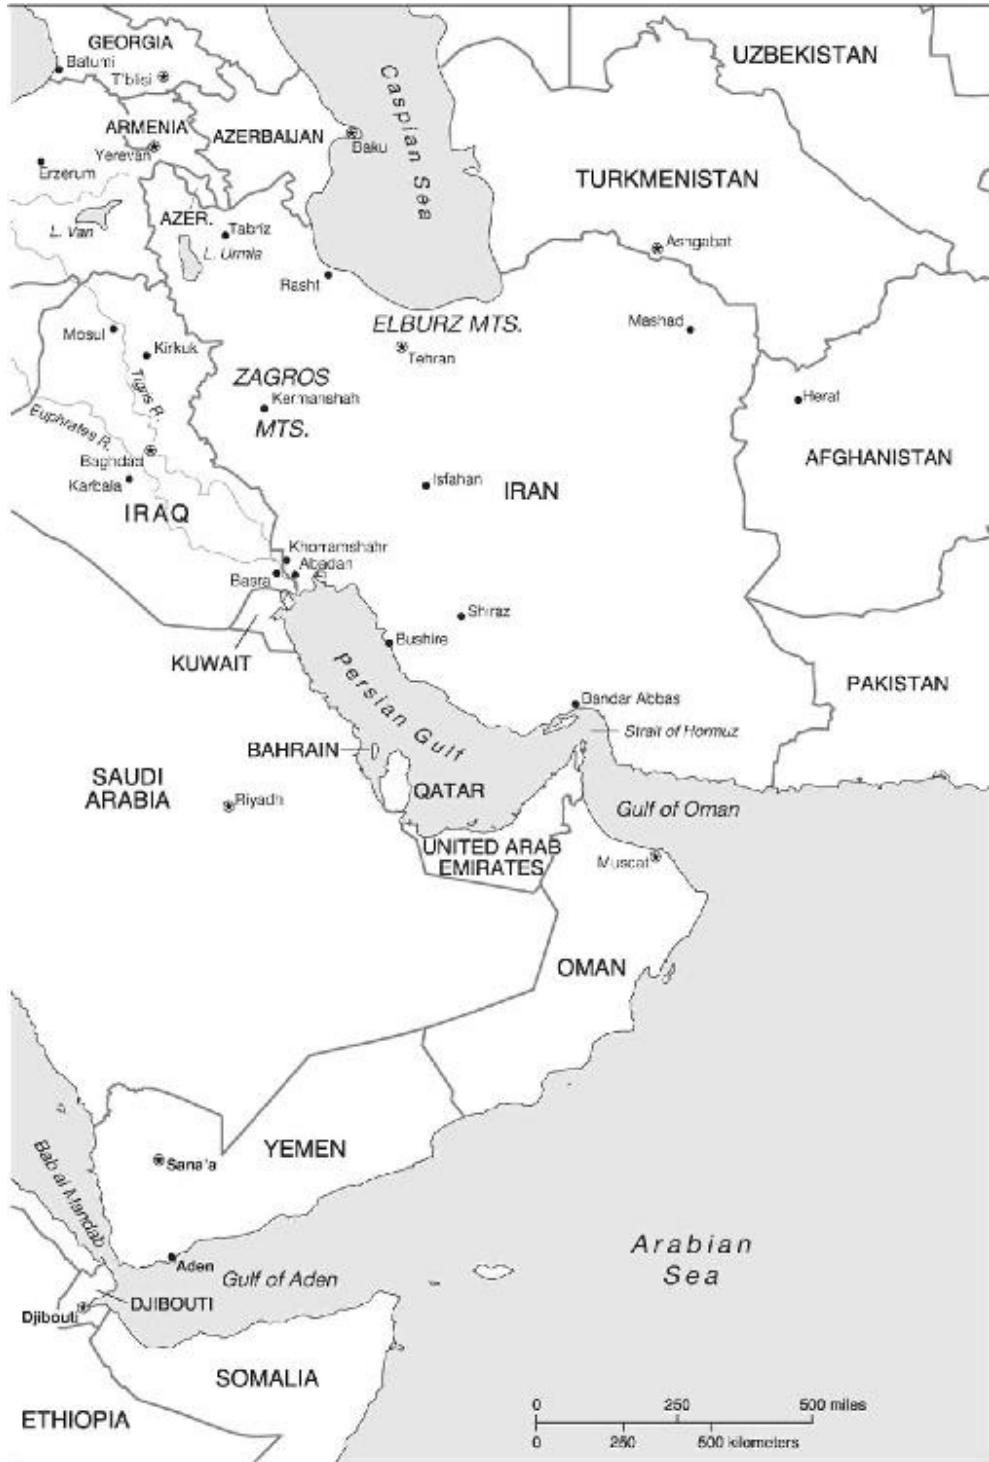 GEORGIA
Batumi
T'blisi
UZBEKISTAN
Caspian Sea
ARMENIA
AZERBAIJAN
Baku
Yerevan
Erzerum
TURKMENISTAN
AZER.
L. Van
Tabriz
L. Urmia
Ashgabat
Rasht
ELBURZ MTS.
Mashad
Mosul
Kirkuk
Tehran
ZAGROS
Kermanshah
MTS.
Tigris R.
Herat
Euphrates R.
Baghdad
Karbala
AFGHANISTAN
Isfahan
IRAN
IRAQ
Khorramshahr
Abadan
Basra
Shiraz
Bushire
KUWAIT
PAKISTAN
Persian Gulf
Bandar Abbas
Strait of Hormuz
BAHRAIN
SAUDI
ARABIA
Riyadh
QATAR
Gulf of Oman
UNITED ARAB
EMIRATES
Muscat
OMAN
YEMEN
Sana'a
Bab al Mandab
Aden
Gulf of Aden
Arabian
Sea
DJIBOUTI
Djibouti
SOMALIA
ETHIOPIA
0 250 500 miles
0 250 500 kilometers